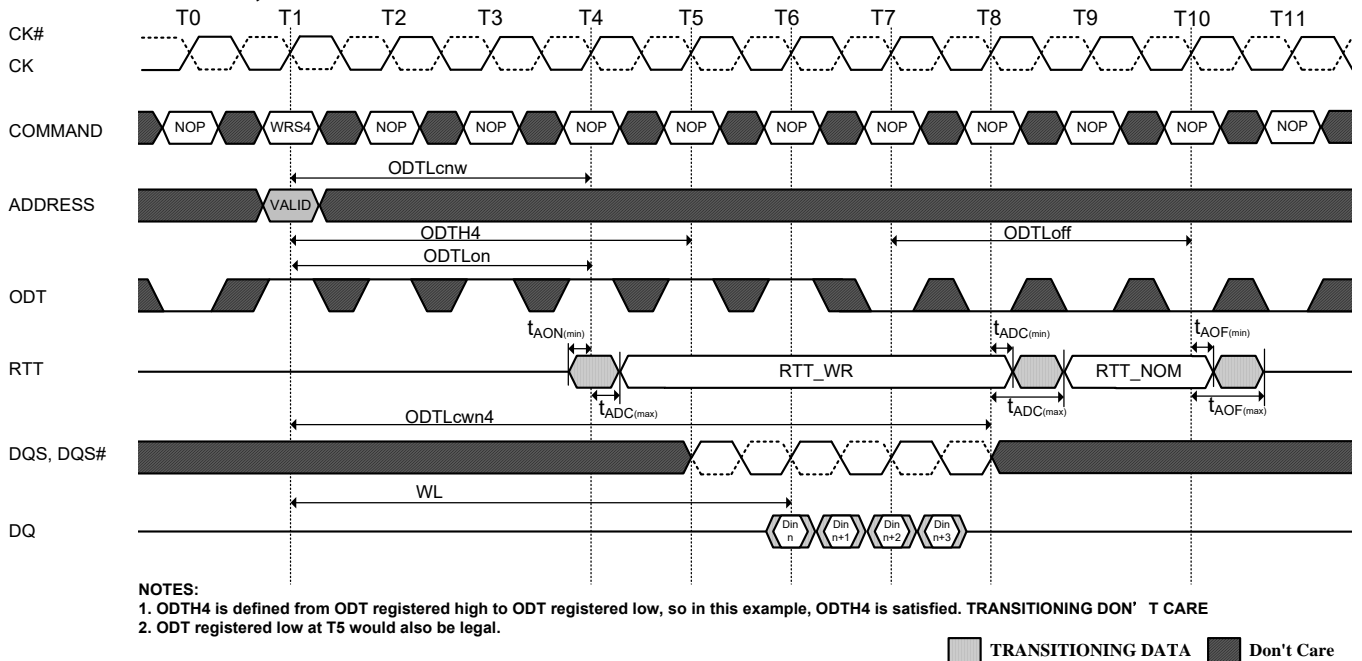 T0 T1 T2 T3 T4 T5 T6 T7 T8 T9 T10 T11
CK#
CK
COMMAND
NOP WRS4 NOP NOP NOP NOP NOP NOP NOP NOP NOP NOP
ODTLcnw
ADDRESS
VALID
ODTH4
ODTLoff
ODTLon
ODT
tAON(min)
tADC(min)
tAOF(min)
RTT
RTT_WR
RTT_NOM
tADC(max)
tADC(max)
tAOF(max)
ODTLcwn4
DQS, DQS#
WL
DQ
Din n
Din n+1
Din n+2
Din n+3
NOTES:
1. ODTH4 is defined from ODT registered high to ODT registered low, so in this example, ODTH4 is satisfied. TRANSITIONING DON' T CARE
2. ODT registered low at T5 would also be legal.
TRANSITIONING DATA
Don't Care